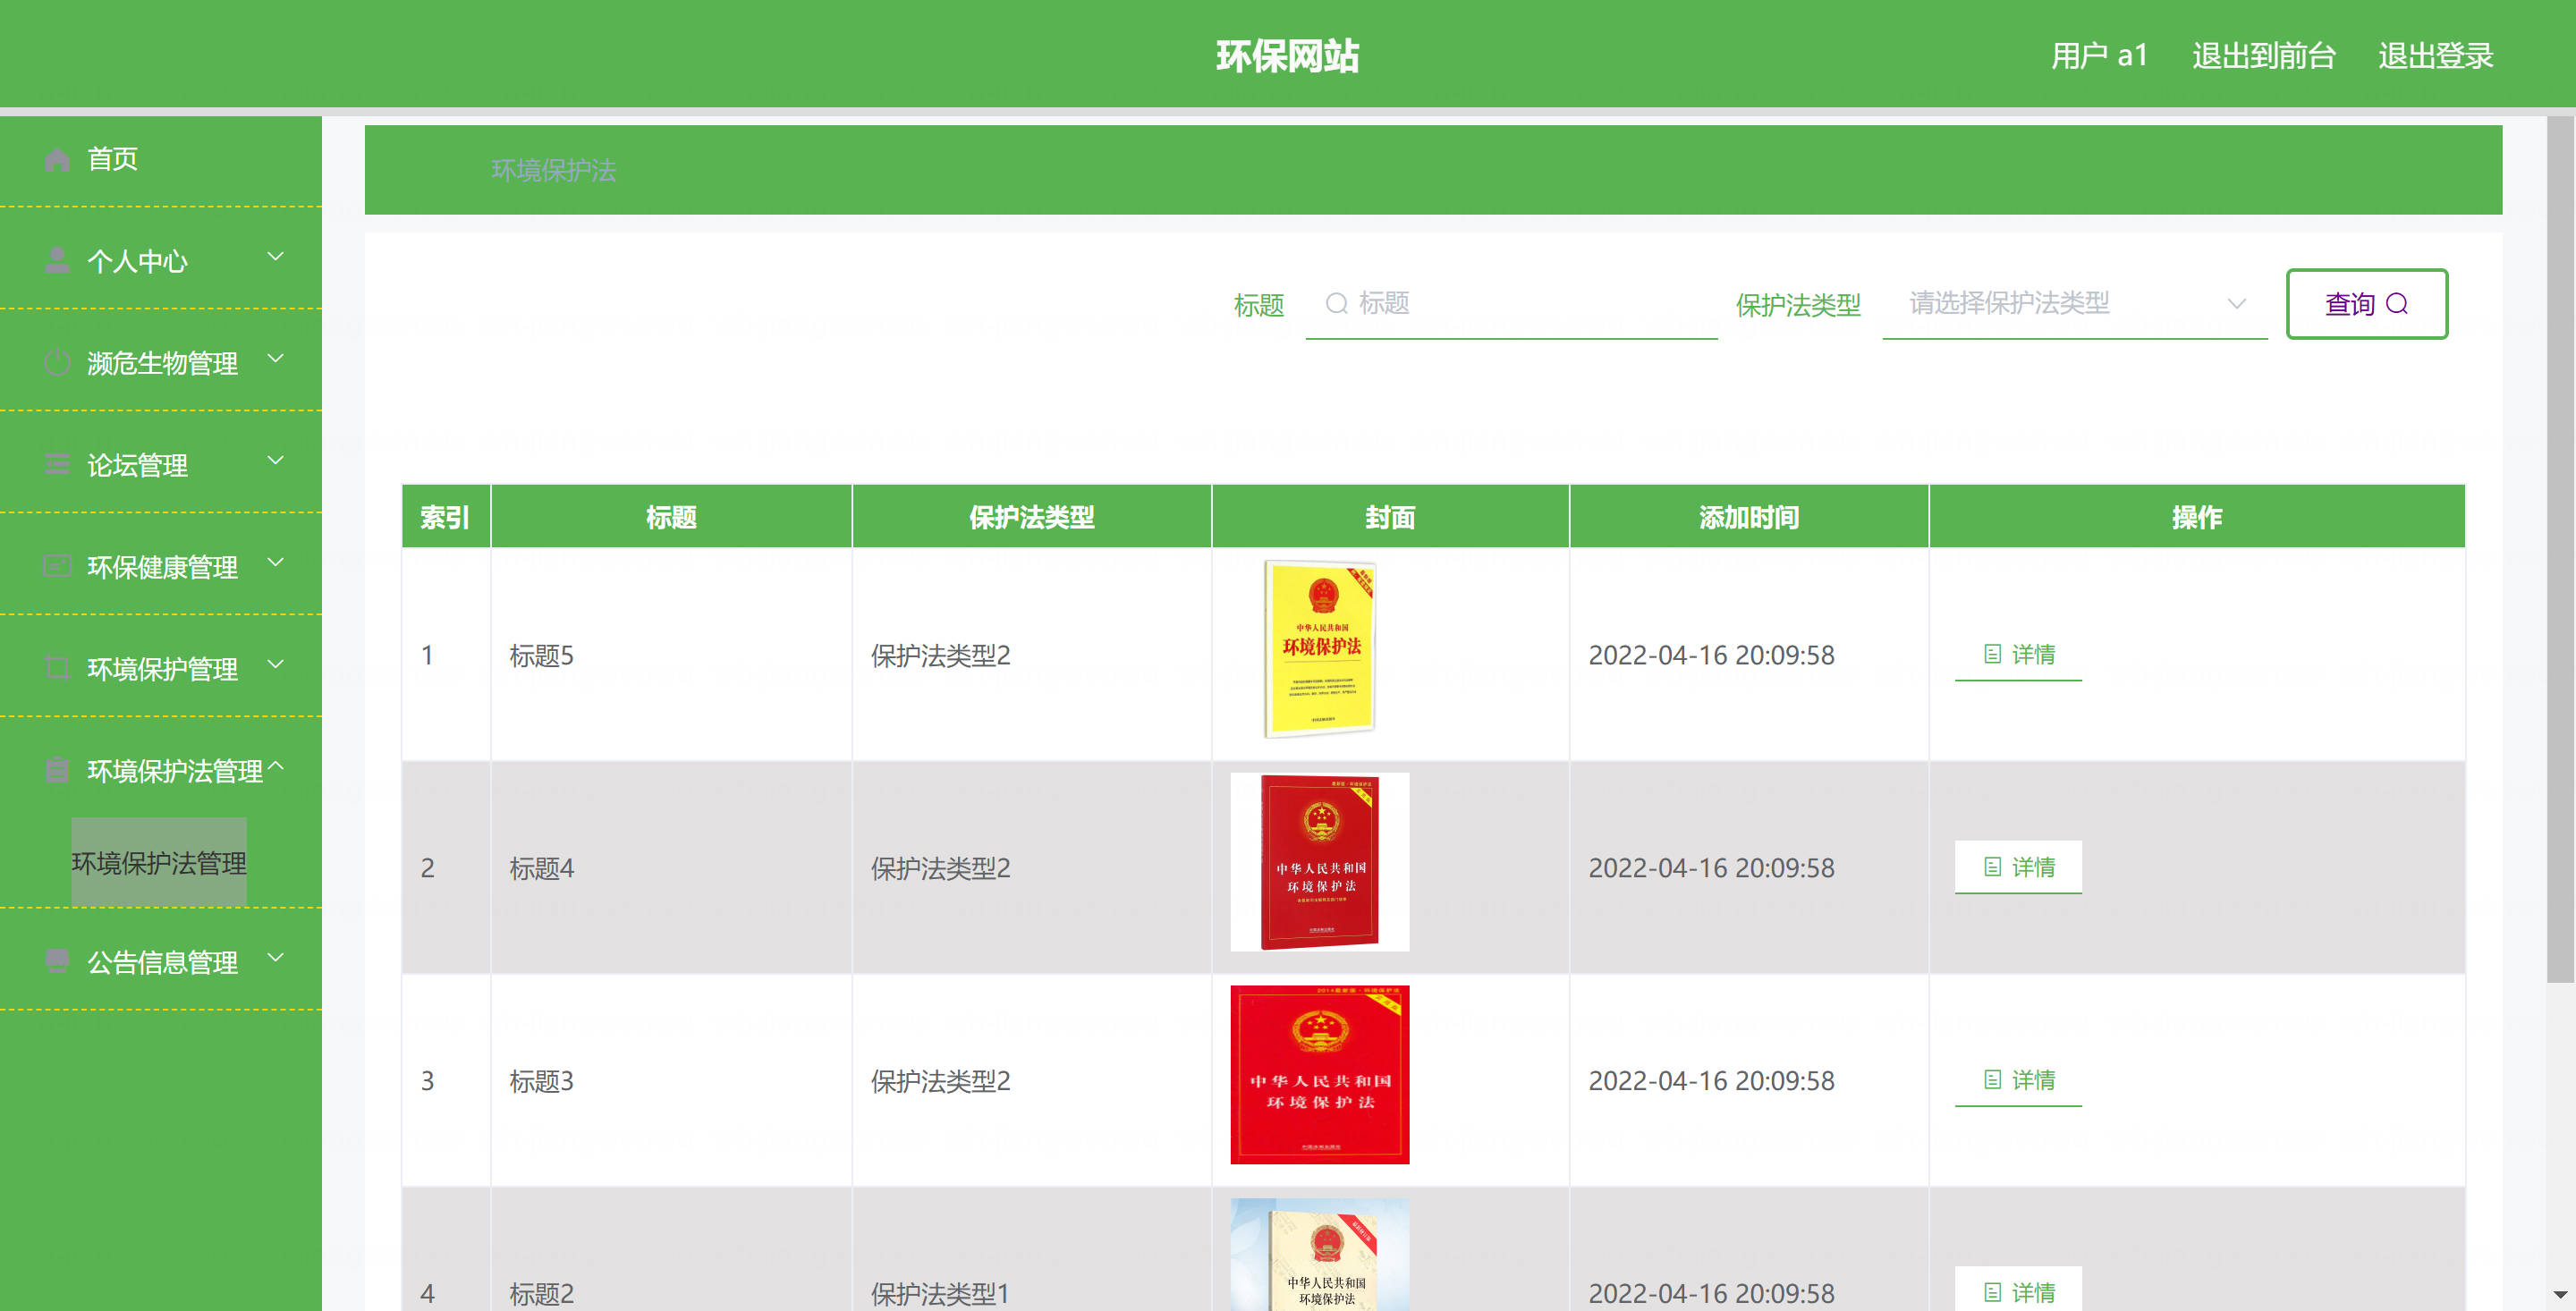 环保网站
用户 a1 退出到前台 退出登录
首页
个人中心
濒危生物管理
论坛管理
环保健康管理
环境保护管理
环境保护法管理
环境保护法管理
公告信息管理
环境保护法
标题 标题 保护法类型 请选择保护法类型 查询
索引 标题 保护法类型 封面 添加时间 操作
1 标题5 保护法类型2 2022-04-16 20:09:58 详情
中华人民共和国
环境保护法
2 标题4 保护法类型2 2022-04-16 20:09:58 详情
中华人民共和国
环境保护法
3 标题3 保护法类型2 2022-04-16 20:09:58 详情
中华人民共和国
环境保护法
4 标题2 保护法类型1 2022-04-16 20:09:58 详情
中华人民共和国
环境保护法